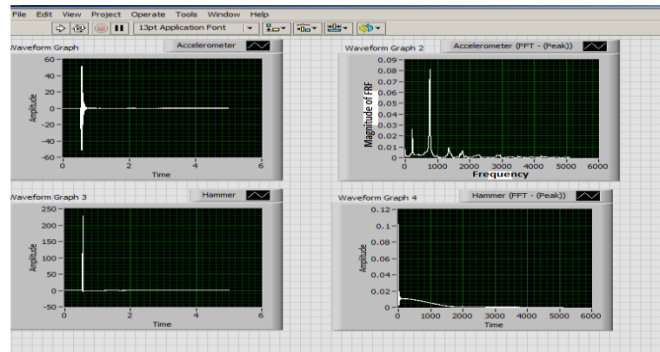 File Edit View Project Operate Tools Window Help
13pt Application Font
Waveform Graph
Accelerometer
60
40
20
0
-20
-40
-60
Amplitude
0 2 4 6
Time
Waveform Graph 2
Accelerometer (FFT - (Peak))
0.09
0.08
0.07
0.06
0.05
0.04
0.03
0.02
0.01
0
Magnitude of FRF
0 1000 2000 3000 4000 5000 6000
Frequency
Waveform Graph 3
Hammer
250
200
150
100
50
0
-50
Amplitude
0 2 4 6
Time
Waveform Graph 4
Hammer (FFT - (Peak))
0.12
0.1
0.08
0.06
0.04
0.02
0
Amplitude
0 1000 2000 3000 4000 5000 6000
Time